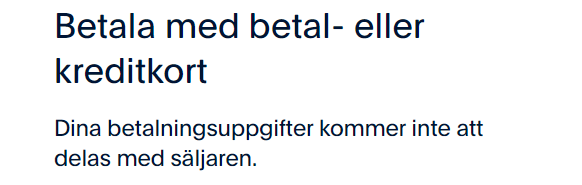 Betala med betal- eller
kreditkort
Dina betalningsuppgifter kommer inte att
delas med säljaren.